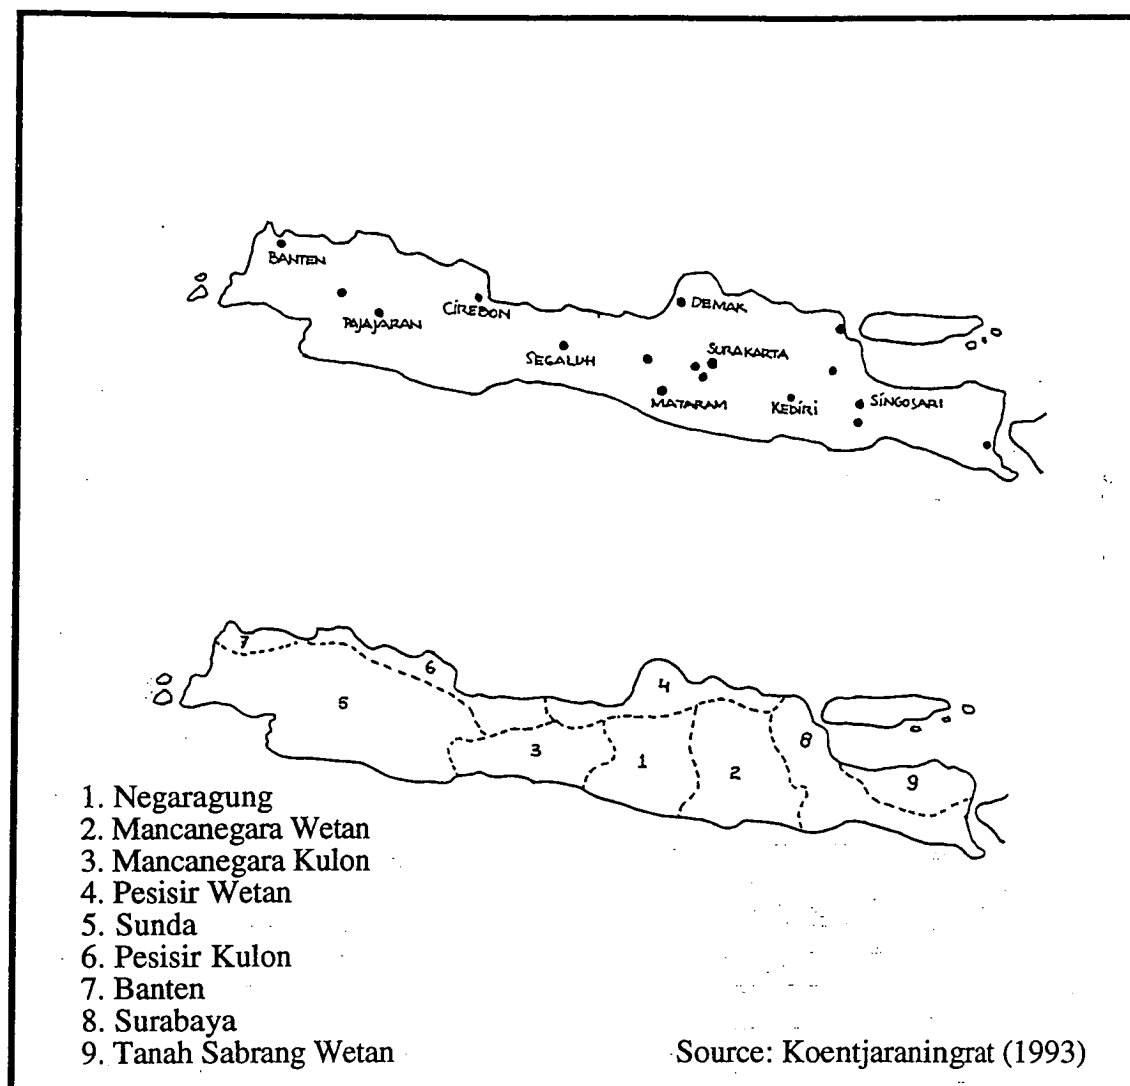 BANTEN
PAJAJARAN
CIREBON
SEGALUH
DEMAK
SURAKARTA
MATARAM
KEDIRI
SINGOSARI
7
6
5
4
3
1
2
8
9
1. Negaragung
2. Mancanegara Wetan
3. Mancanegara Kulon
4. Pesisir Wetan
5. Sunda
6. Pesisir Kulon
7. Banten
8. Surabaya
9. Tanah Sabrang Wetan
Source: Koentjaraningrat (1993)